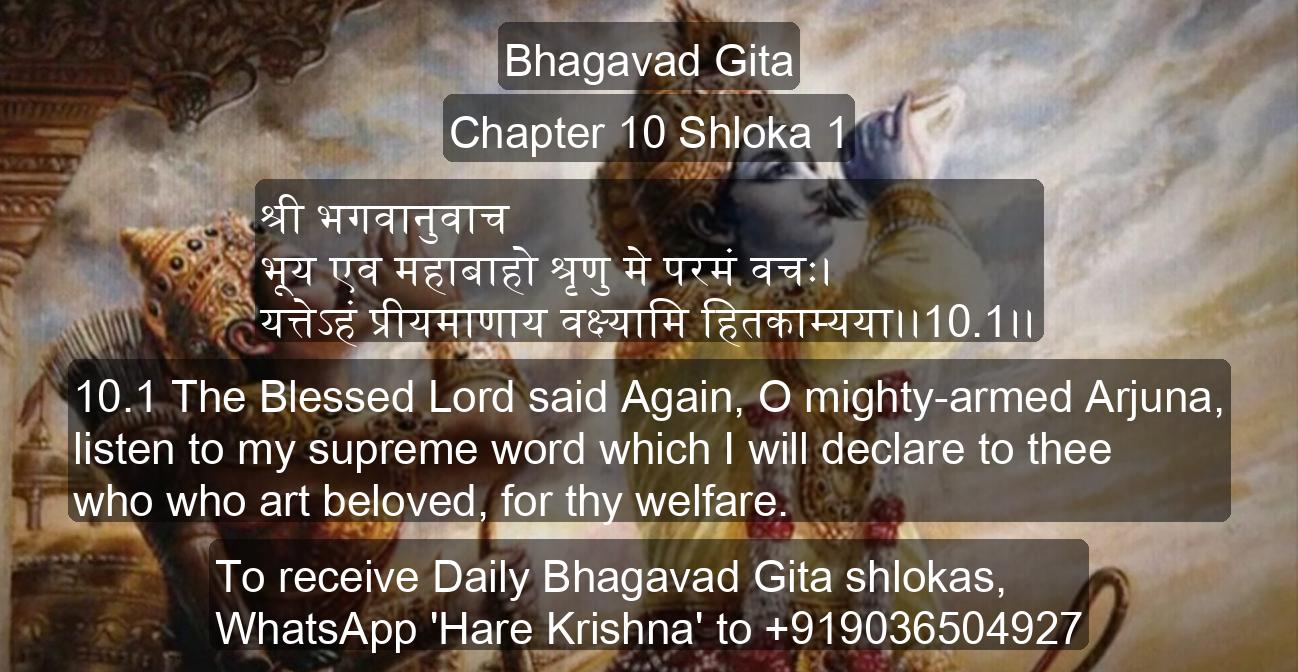 Bhagavad Gita
Chapter 10 Shloka 1
श्री भगवानुवाच
भूय एव महाबाहो श्रृणु मे परमं वचः।
यत्तेऽहं प्रीयमाणाय वक्ष्यामि हितकाम्यया।।10.1।।
10.1 The Blessed Lord said Again, O mighty-armed Arjuna,
listen to my supreme word which I will declare to thee
who who art beloved, for thy welfare.
To receive Daily Bhagavad Gita shlokas,
WhatsApp 'Hare Krishna' to +919036504927